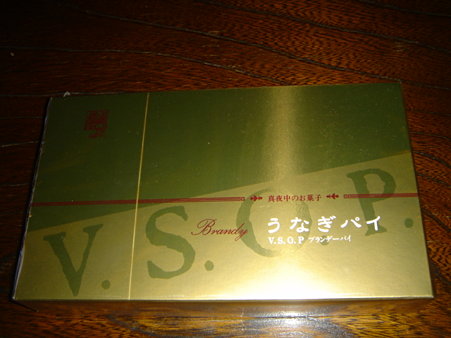 真夜中のお菓子
V.S.O.P.
Brandy
うなぎパイ
V.S.O.P. ブランデーパイ